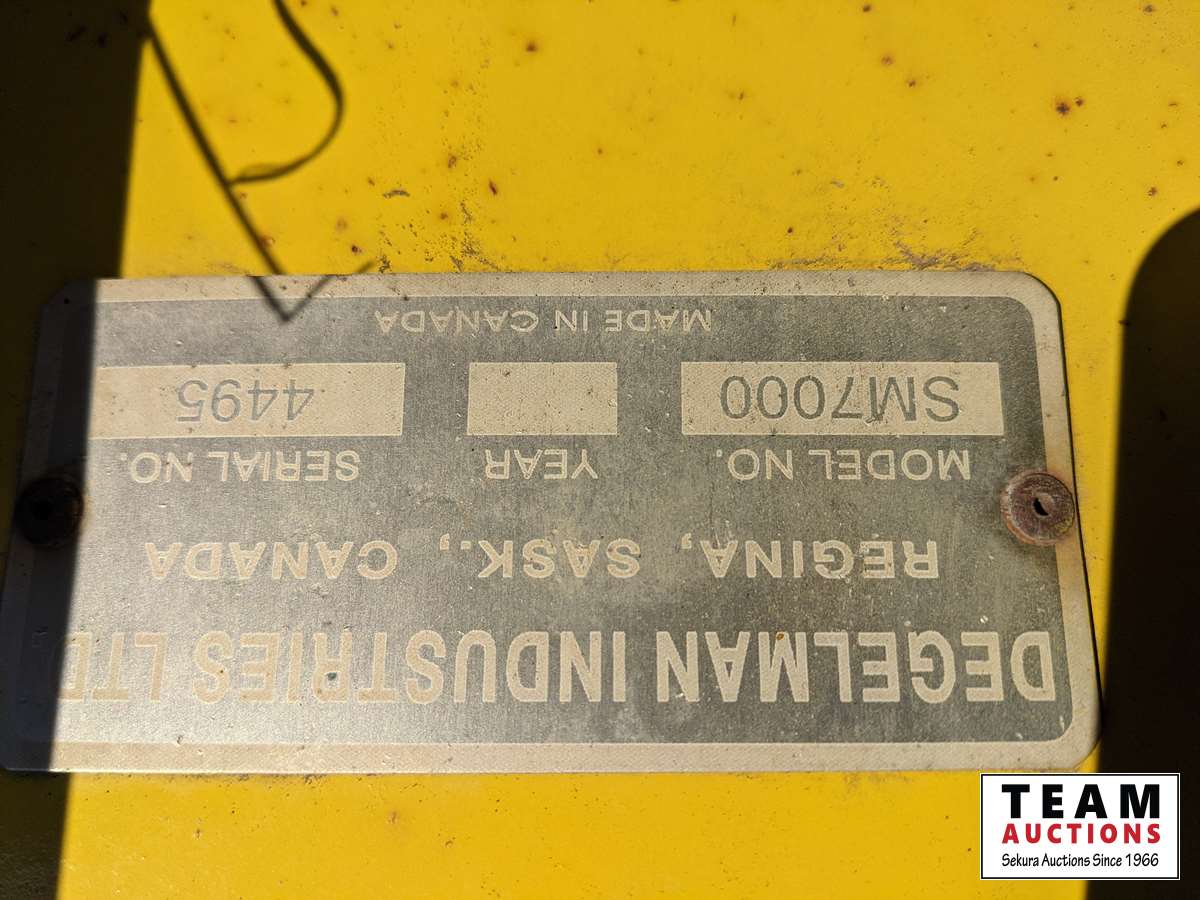 DEGELMAN INDUSTRIES LTD
REGINA, SASK., CANADA
MODEL NO. YEAR SERIAL NO.
SM7000 4495
MADE IN CANADA
TEAM
AUCTIONS
Sekura Auctions Since 1966